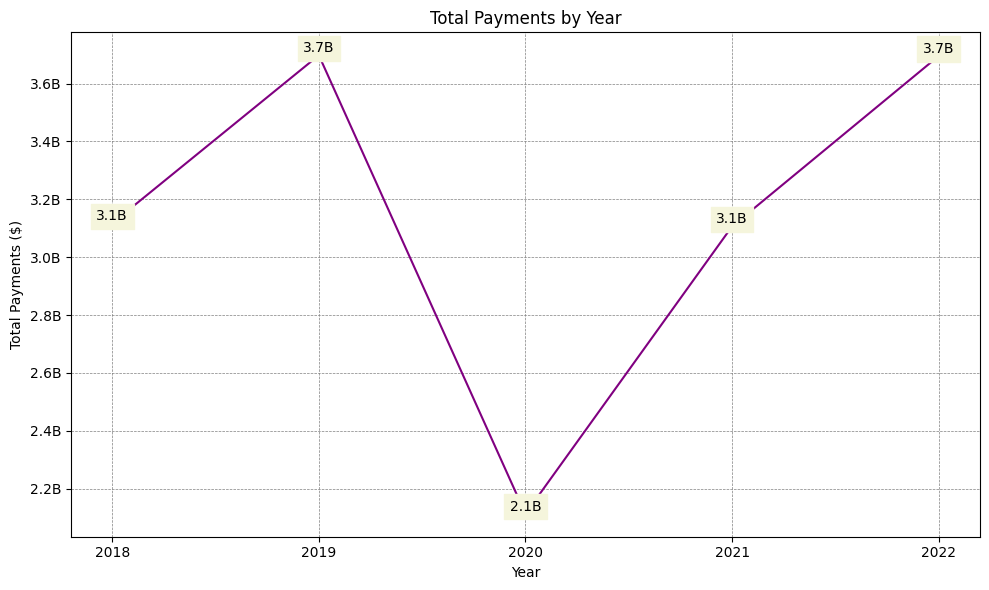 Total Payments by Year
Total Payments ($)
3.6B
3.4B
3.2B
3.0B
2.8B
2.6B
2.4B
2.2B
3.1B
3.7B
2.1B
3.1B
3.7B
2018
2019
2020
2021
2022
Year